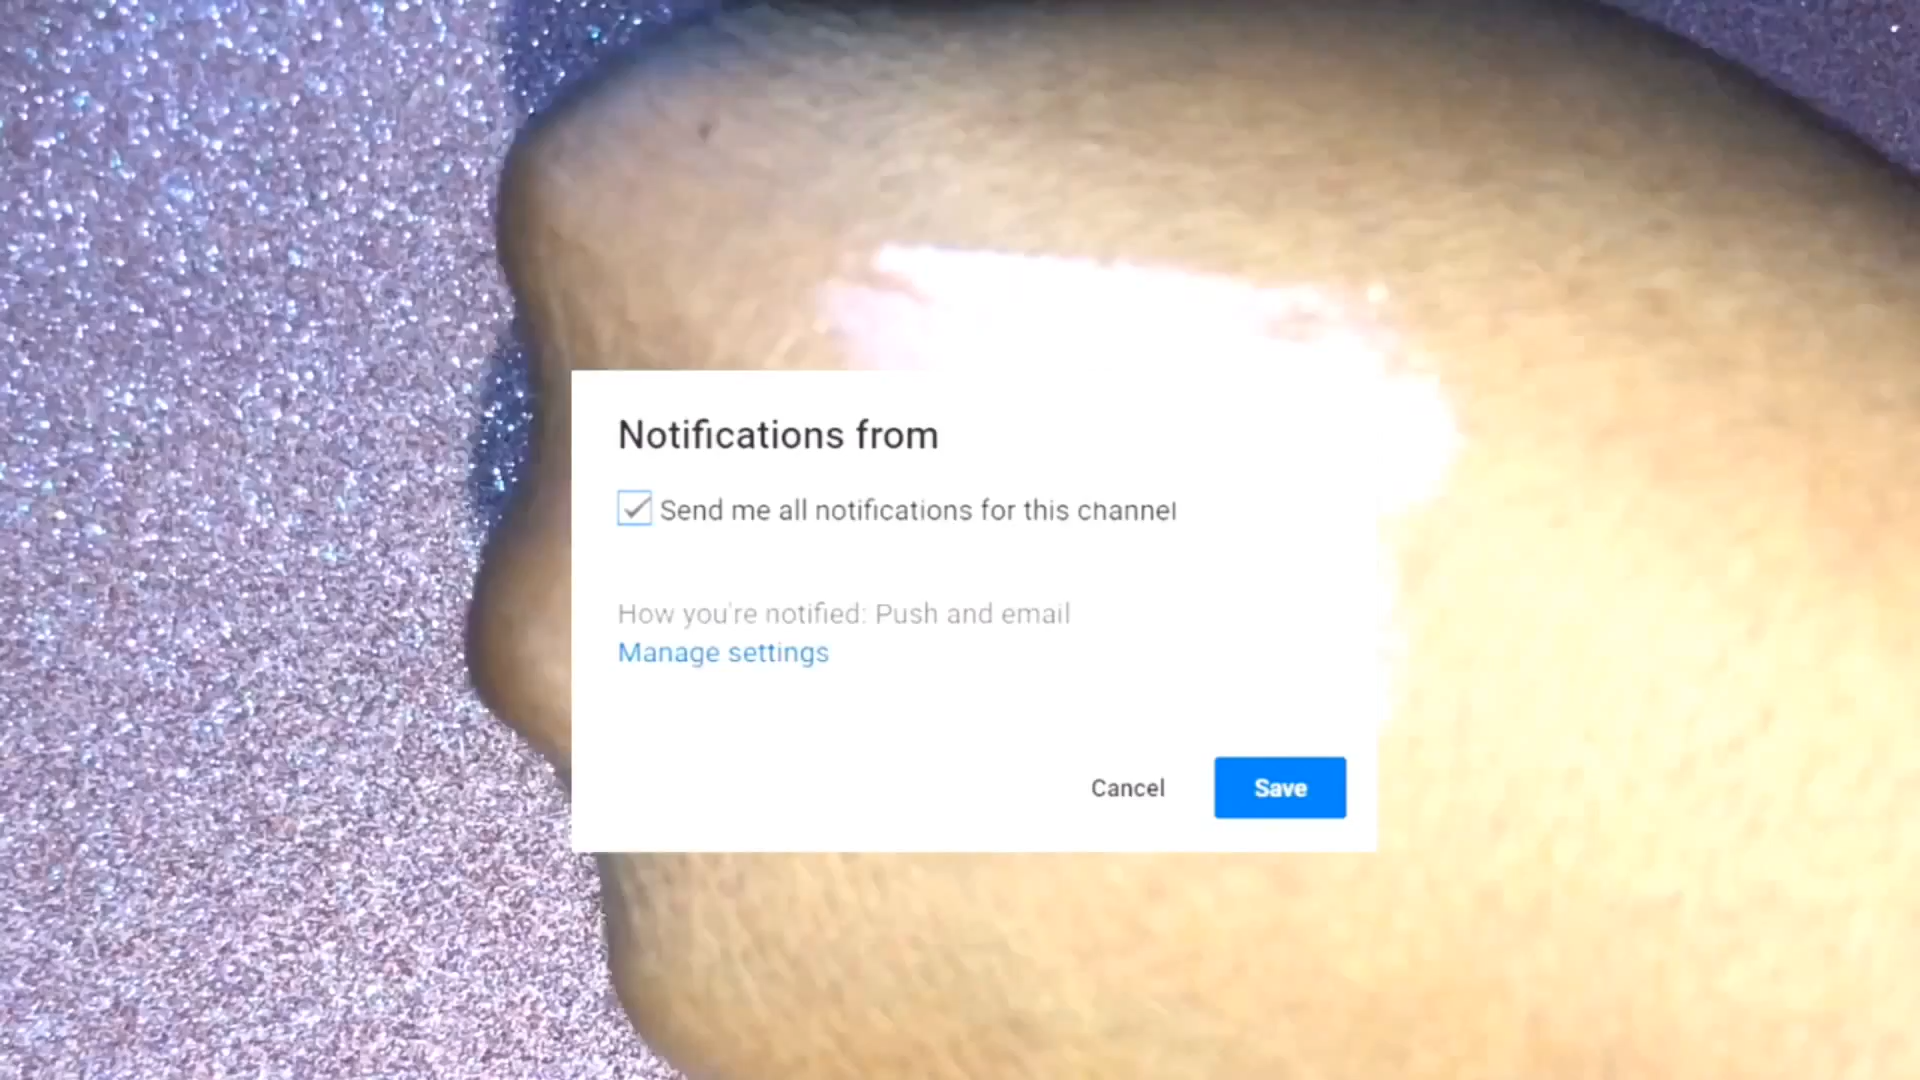 Notifications from
Send me all notifications for this channel
How you're notified: Push and email
Manage settings
Cancel
Save